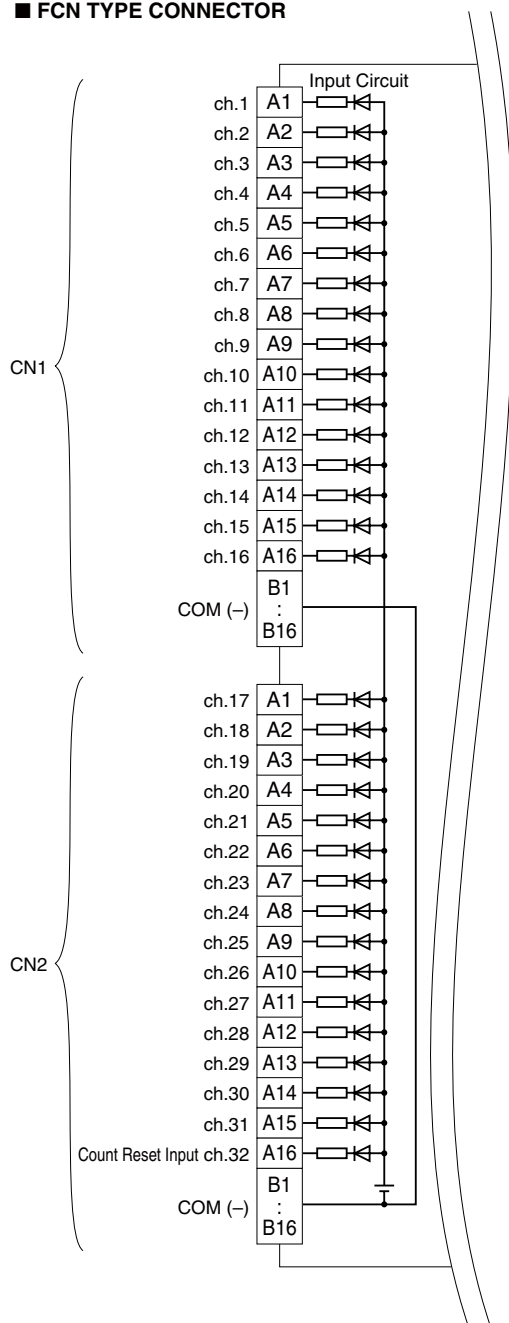 ■ FCN TYPE CONNECTOR
Input Circuit
CN1
ch.1 A1
ch.2 A2
ch.3 A3
ch.4 A4
ch.5 A5
ch.6 A6
ch.7 A7
ch.8 A8
ch.9 A9
ch.10 A10
ch.11 A11
ch.12 A12
ch.13 A13
ch.14 A14
ch.15 A15
ch.16 A16
COM (–) B1
:
B16
CN2
ch.17 A1
ch.18 A2
ch.19 A3
ch.20 A4
ch.21 A5
ch.22 A6
ch.23 A7
ch.24 A8
ch.25 A9
ch.26 A10
ch.27 A11
ch.28 A12
ch.29 A13
ch.30 A14
ch.31 A15
Count Reset Input ch.32 A16
COM (–) B1
:
B16